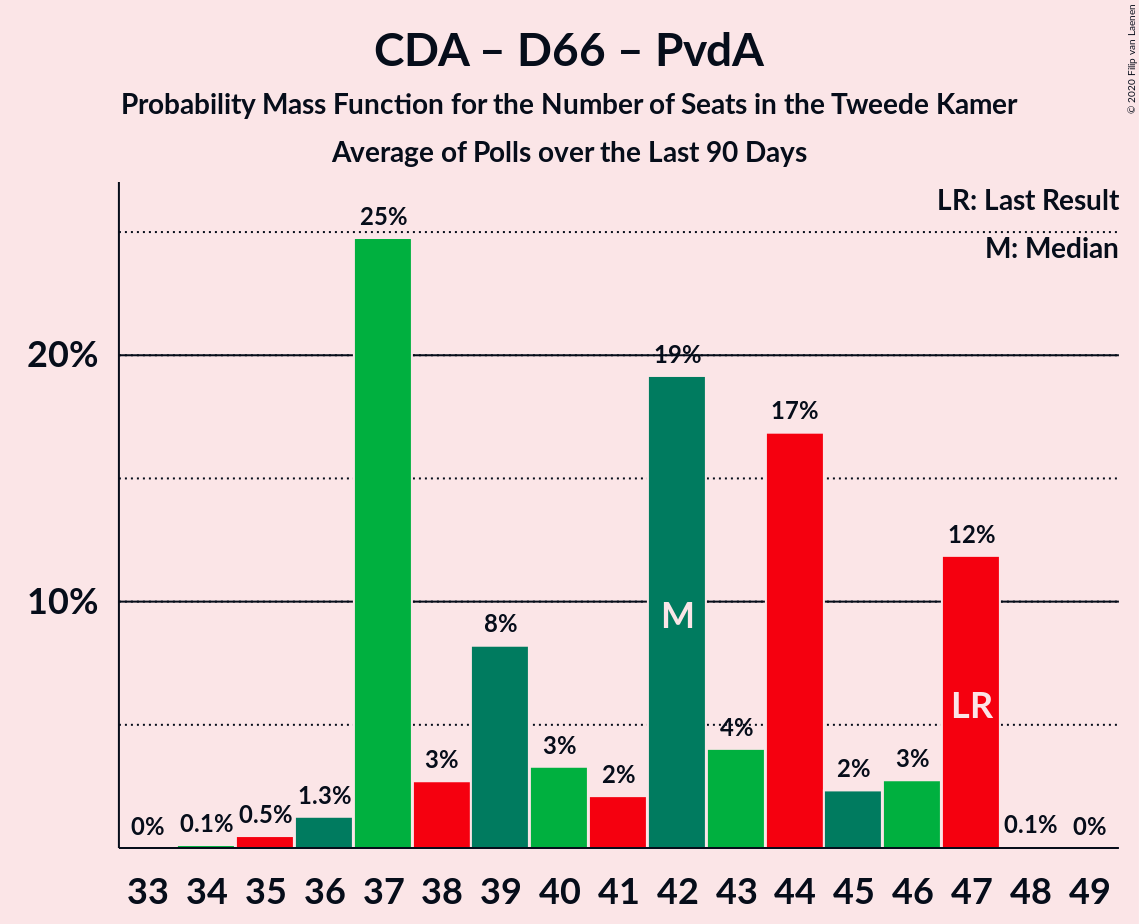 CDA – D66 – PvdA
Probability Mass Function for the Number of Seats in the Tweede Kamer
Average of Polls over the Last 90 Days
© 2020 Filip van Laenen
LR: Last Result
M: Median
20%
10%
0% 0.1% 0.5% 1.3% 25% 3% 8% 3% 2% 19% 4% 17% 2% 3% 12% 0.1% 0%
M
LR
33 34 35 36 37 38 39 40 41 42 43 44 45 46 47 48 49